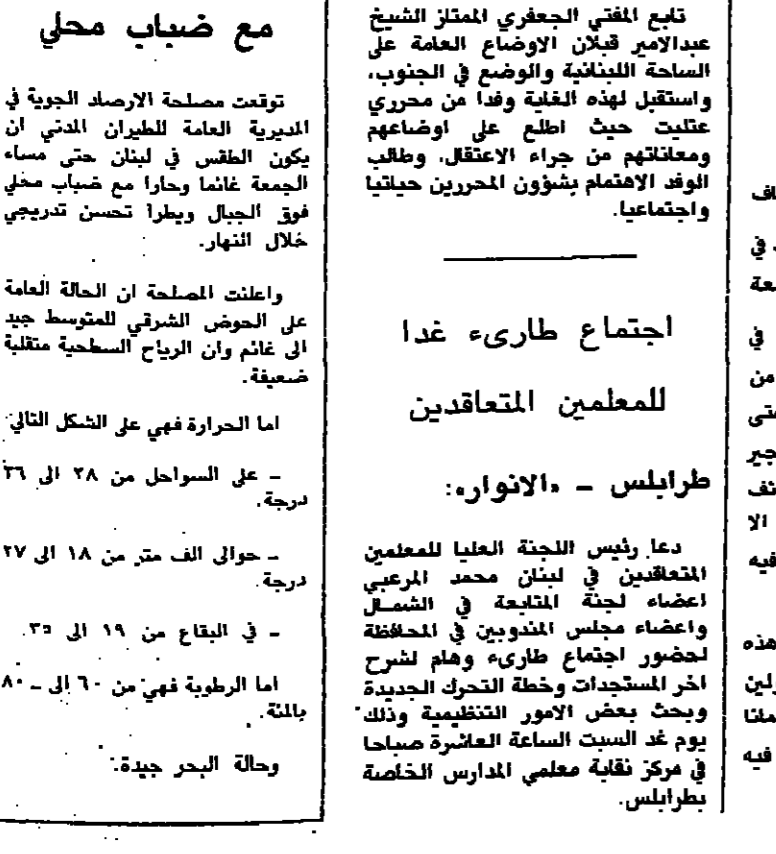 تابع المفتي الجعفري الممتاز الشيخ
عبدالامير قبلان الاوضاع العامة على
الساحة اللبنانية والوضع في الجنوب،
واستقبل لهذه الغاية وفدا من محرري
عتليت حيث اطلع على اوضاعهم
ومعاناتهم من جراء الاعتقال، وطالب
الوفد الاهتمام بشؤون المحررين حياتيا
واجتماعيا.
اجتماع طارىء غدا
للمعلمين المتعاقدين
طرابلس - «الانوار»:
دعا رئيس اللجنة العليا للمعلمين
المتعاقدين في لبنان محمد المرعبي
اعضاء لجنة المتابعة في الشمال
واعضاء مجلس المندوبين في المحافظة
لحضور اجتماع طارىء وهام لشرح
اخر المستجدات وخطة التحرك الجديدة
وبحث بعض الامور التنظيمية وذلك
يوم غد السبت الساعة العاشرة صباحا
في مركز نقابة معلمي المدارس الخاصة
بطرابلس.
مع ضباب محلي
توقعت مصلحة الارصاد الجوية في
المديرية العامة للطيران المدني ان
يكون الطقس في لبنان حتى مساء
الجمعة غائما وحارا مع ضباب محلي
فوق الجبال ويطرا تحسن تدريجي
خلال النهار.
واعلنت المصلحة ان الحالة العامة
على الحوض الشرقي للمتوسط جيد
الى غائم وان الرياح السطحية متقلبة
ضعيفة.
اما الحرارة فهي على الشكل التالي:
- على السواحل من ٢٨ الى ٣٦
درجة.
- حوالى الف متر من ١٨ الى ٢٧
درجة.
- في البقاع من ١٩ الى ٣٥.
اما الرطوبة فهي من ٦٠ الى - ٨٠
بالمئة.
وحالة البحر جيدة.